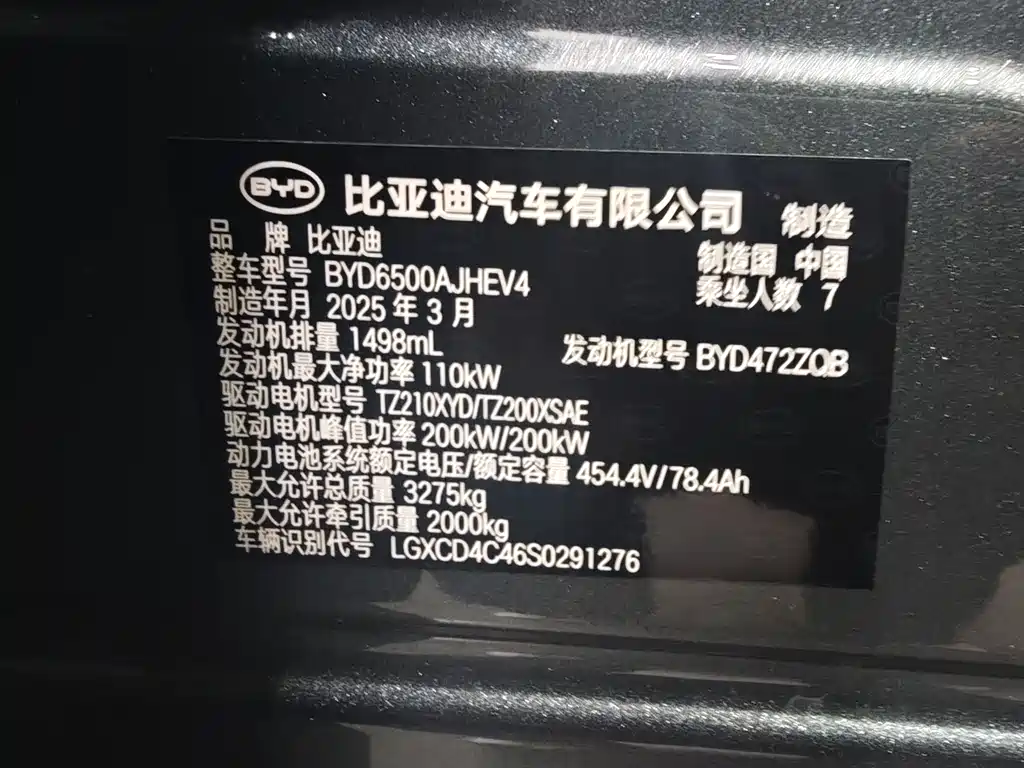 BYD 比亚迪汽车有限公司 制造
品 牌 比亚迪 制造国 中国
整车型号 BYD6500AJHEV4 乘坐人数 7
制造年月 2025 年 3 月
发动机排量 1498mL 发动机型号 BYD472ZQB
发动机最大净功率 110kW
驱动电机型号 TZ210XYD/TZ200XSAE
驱动电机峰值功率 200kW/200kW
动力电池系统额定电压/额定容量 454.4V/78.4Ah
最大允许总质量 3275kg
最大允许牵引质量 2000kg
车辆识别代号 LGXCD4C46S0291276